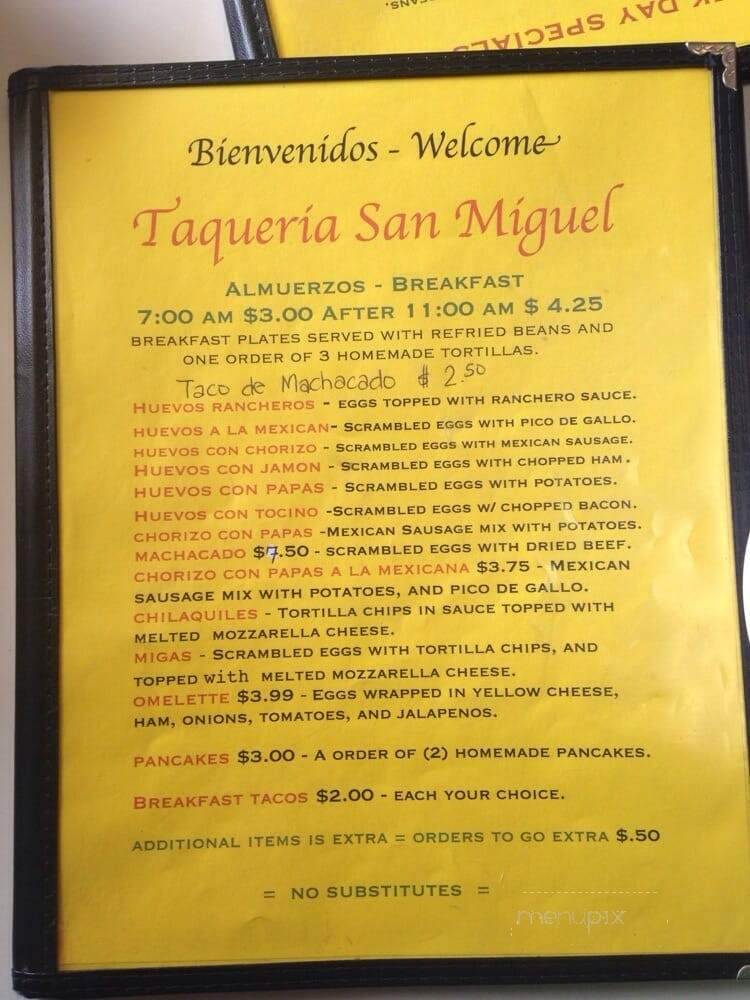 EANS.
K DAY SPECIALS
Bienvenidos - Welcome
Taqueria San Miguel
ALMUERZOS - BREAKFAST
7:00 AM $3.00 AFTER 11:00 AM $ 4.25
BREAKFAST PLATES SERVED WITH REFRIED BEANS AND
ONE ORDER OF 3 HOMEMADE TORTILLAS.
Taco de Machacado $ 2.50
HUEVOS RANCHEROS - EGGS TOPPED WITH RANCHERO SAUCE.
HUEVOS A LA MEXICAN- SCRAMBLED EGGS WITH PICO DE GALLO.
HUEVOS CON CHORIZO - SCRAMBLED EGGS WITH MEXICAN SAUSAGE.
HUEVOS CON JAMON - SCRAMBLED EGGS WITH CHOPPED HAM.
HUEVOS CON PAPAS - SCRAMBLED EGGS WITH POTATOES.
HUEVOS CON TOCINO -SCRAMBLED EGGS W/ CHOPPED BACON.
CHORIZO CON PAPAS -MEXICAN SAUSAGE MIX WITH POTATOES.
MACHACADO $7.50 - SCRAMBLED EGGS WITH DRIED BEEF.
CHORIZO CON PAPAS A LA MEXICANA $3.75 - MEXICAN
SAUSAGE MIX WITH POTATOES, AND PICO DE GALLO.
CHILAQUILES - TORTILLA CHIPS IN SAUCE TOPPED WITH
MELTED MOZZARELLA CHEESE.
MIGAS - SCRAMBLED EGGS WITH TORTILLA CHIPS, AND
TOPPED with MELTED MOZZARELLA CHEESE.
OMELETTE $3.99 - EGGS WRAPPED IN YELLOW CHEESE,
HAM, ONIONS, TOMATOES, AND JALAPENOS.
PANCAKES $3.00 - A ORDER OF (2) HOMEMADE PANCAKES.
BREAKFAST TACOS $2.00 - EACH YOUR CHOICE.
ADDITIONAL ITEMS IS EXTRA = ORDERS TO GO EXTRA $.50
= NO SUBSTITUTES =
menupix